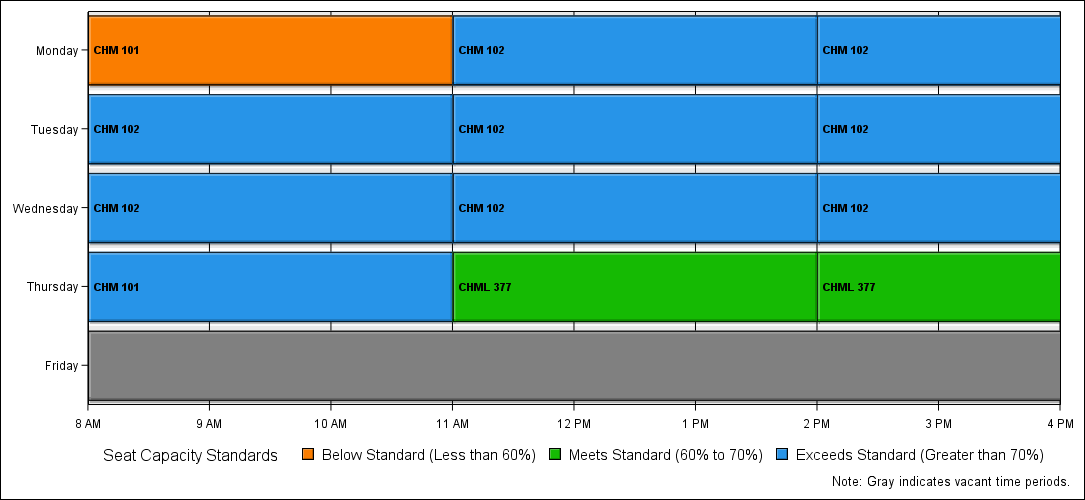 Monday CHM 101 CHM 102 CHM 102
Tuesday CHM 102 CHM 102 CHM 102
Wednesday CHM 102 CHM 102 CHM 102
Thursday CHM 101 CHML 377 CHML 377
Friday
8 AM 9 AM 10 AM 11 AM 12 PM 1 PM 2 PM 3 PM 4 PM
Seat Capacity Standards Below Standard (Less than 60%) Meets Standard (60% to 70%) Exceeds Standard (Greater than 70%)
Note: Gray indicates vacant time periods.